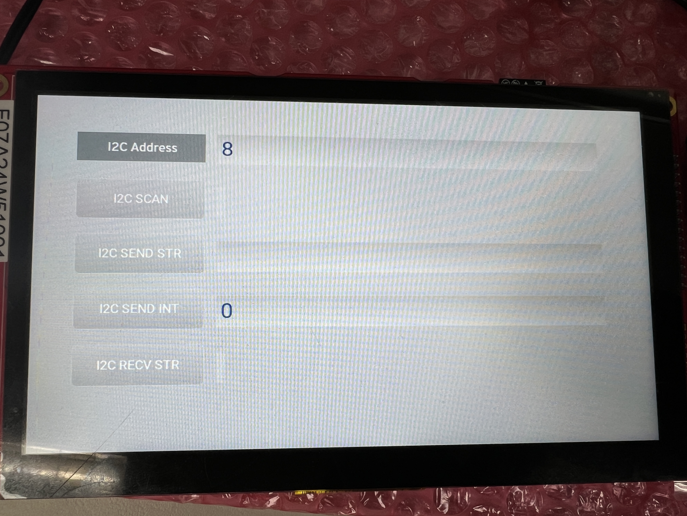 I2C Address
8
I2C SCAN
I2C SEND STR
I2C SEND INT
0
I2C RECV STR